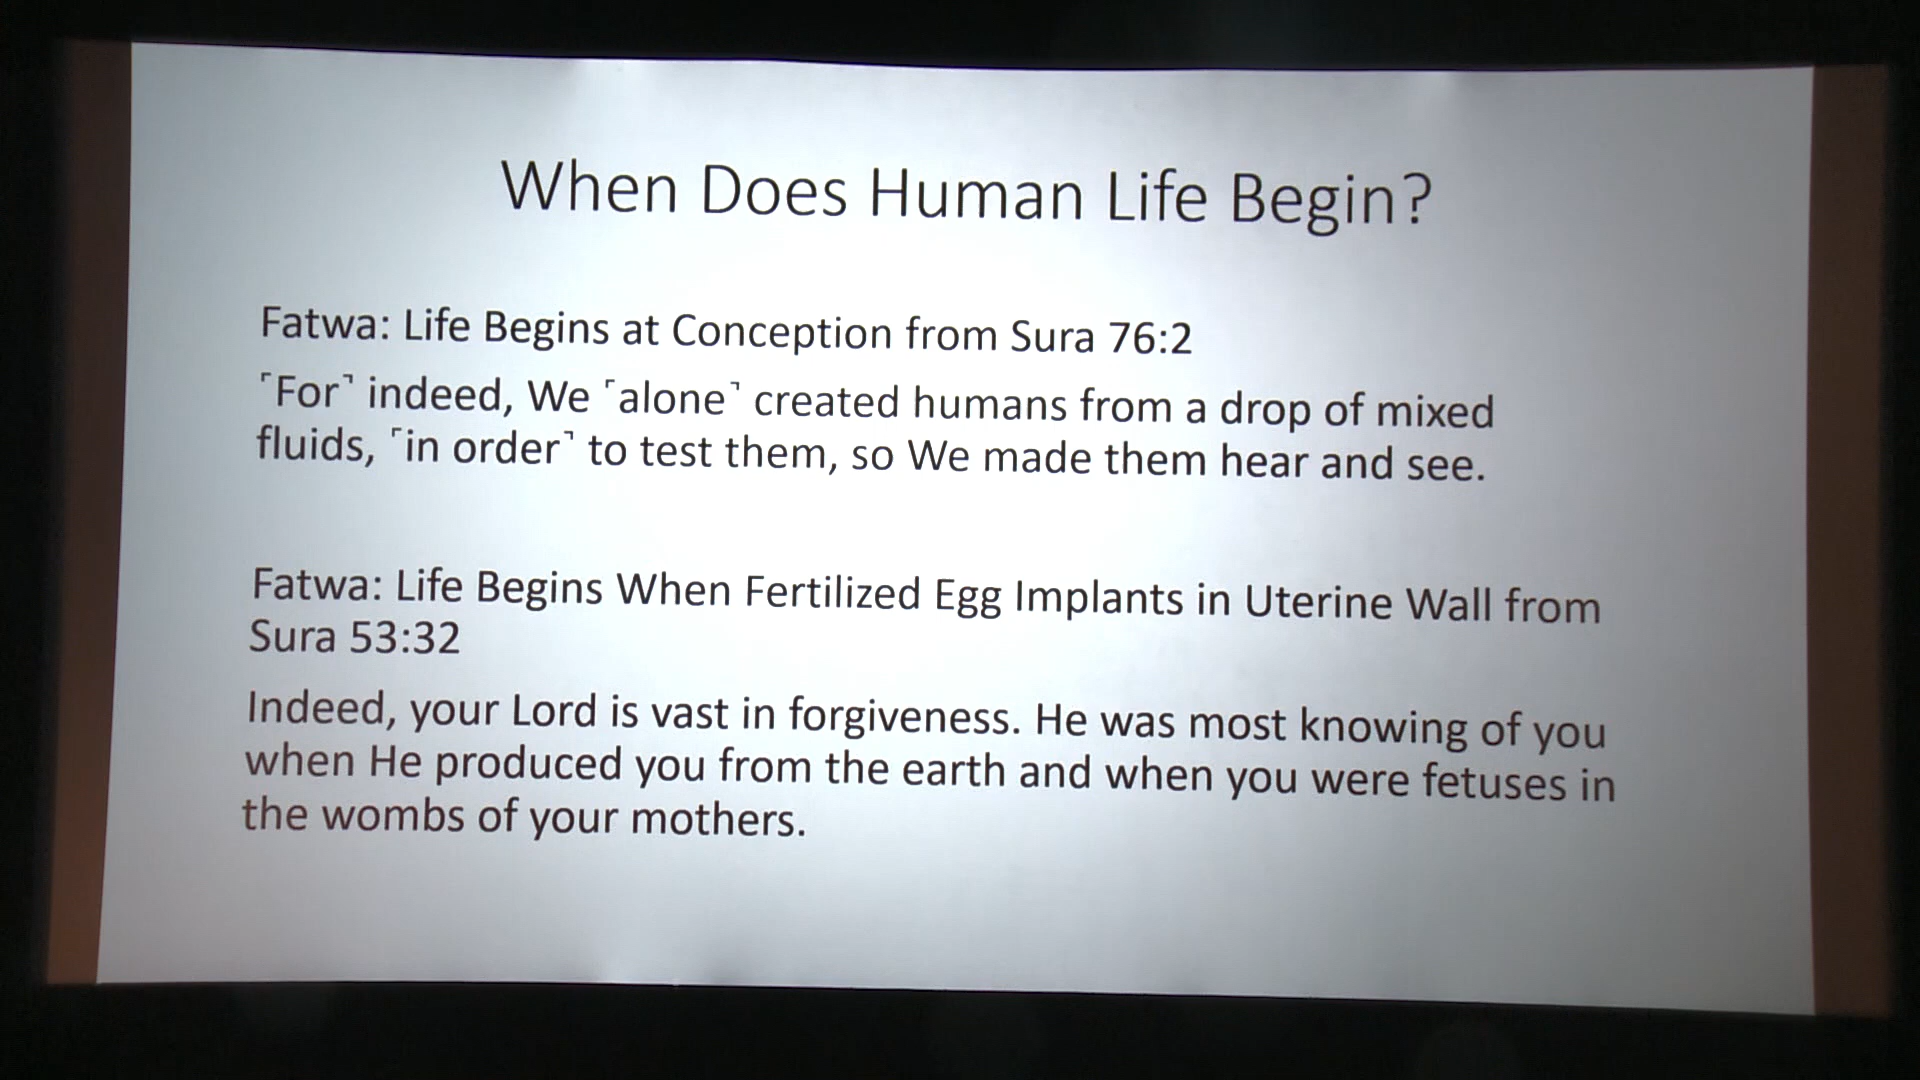 When Does Human Life Begin?
Fatwa: Life Begins at Conception from Sura 76:2
⸢For⸣ indeed, We ⸢alone⸣ created humans from a drop of mixed
fluids, ⸢in order⸣ to test them, so We made them hear and see.
Fatwa: Life Begins When Fertilized Egg Implants in Uterine Wall from
Sura 53:32
Indeed, your Lord is vast in forgiveness. He was most knowing of you
when He produced you from the earth and when you were fetuses in
the wombs of your mothers.